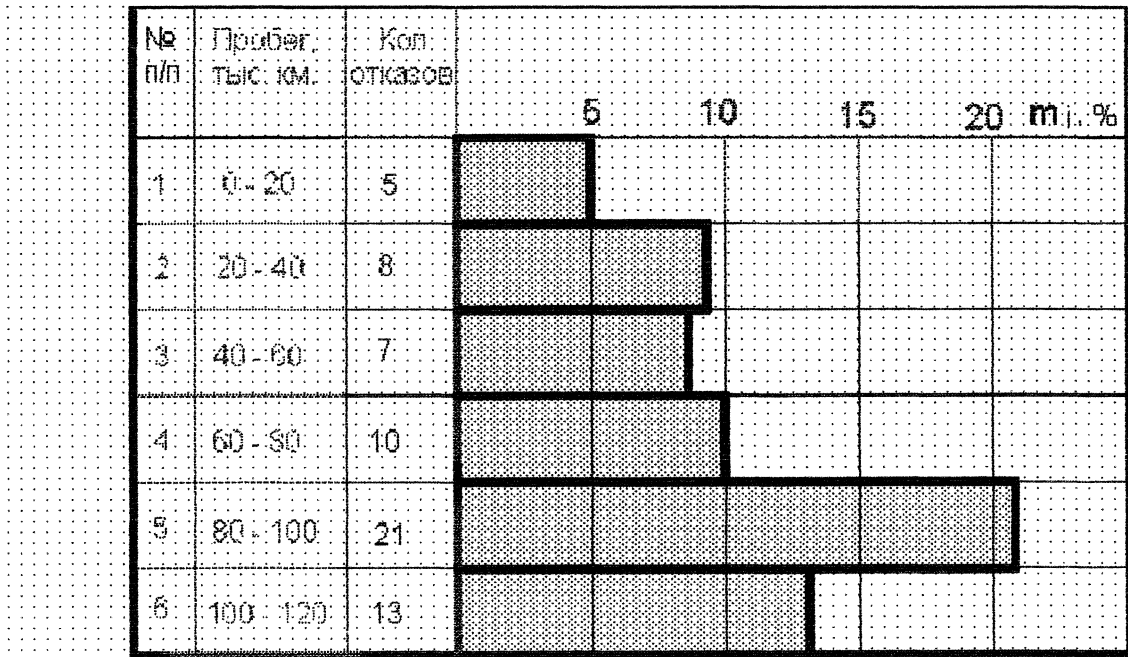 № Пробег, Кол
п/п тыс. км. отказов
5 10 15 20 m i, %
1 0 - 20 5
2 20 - 40 8
3 40 - 60 7
4 60 - 80 10
5 80 - 100 21
6 100 120 13